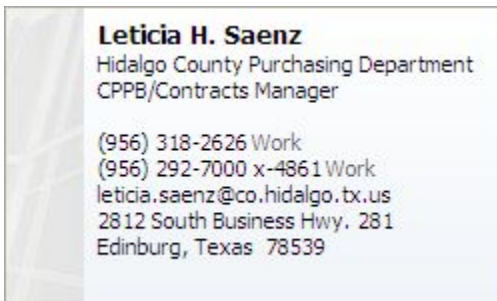 Leticia H. Saenz
Hidalgo County Purchasing Department
CPPB/Contracts Manager
(956) 318-2626 Work
(956) 292-7000 x-4861 Work
leticia.saenz@co.hidalgo.tx.us
2812 South Business Hwy. 281
Edinburg, Texas  78539